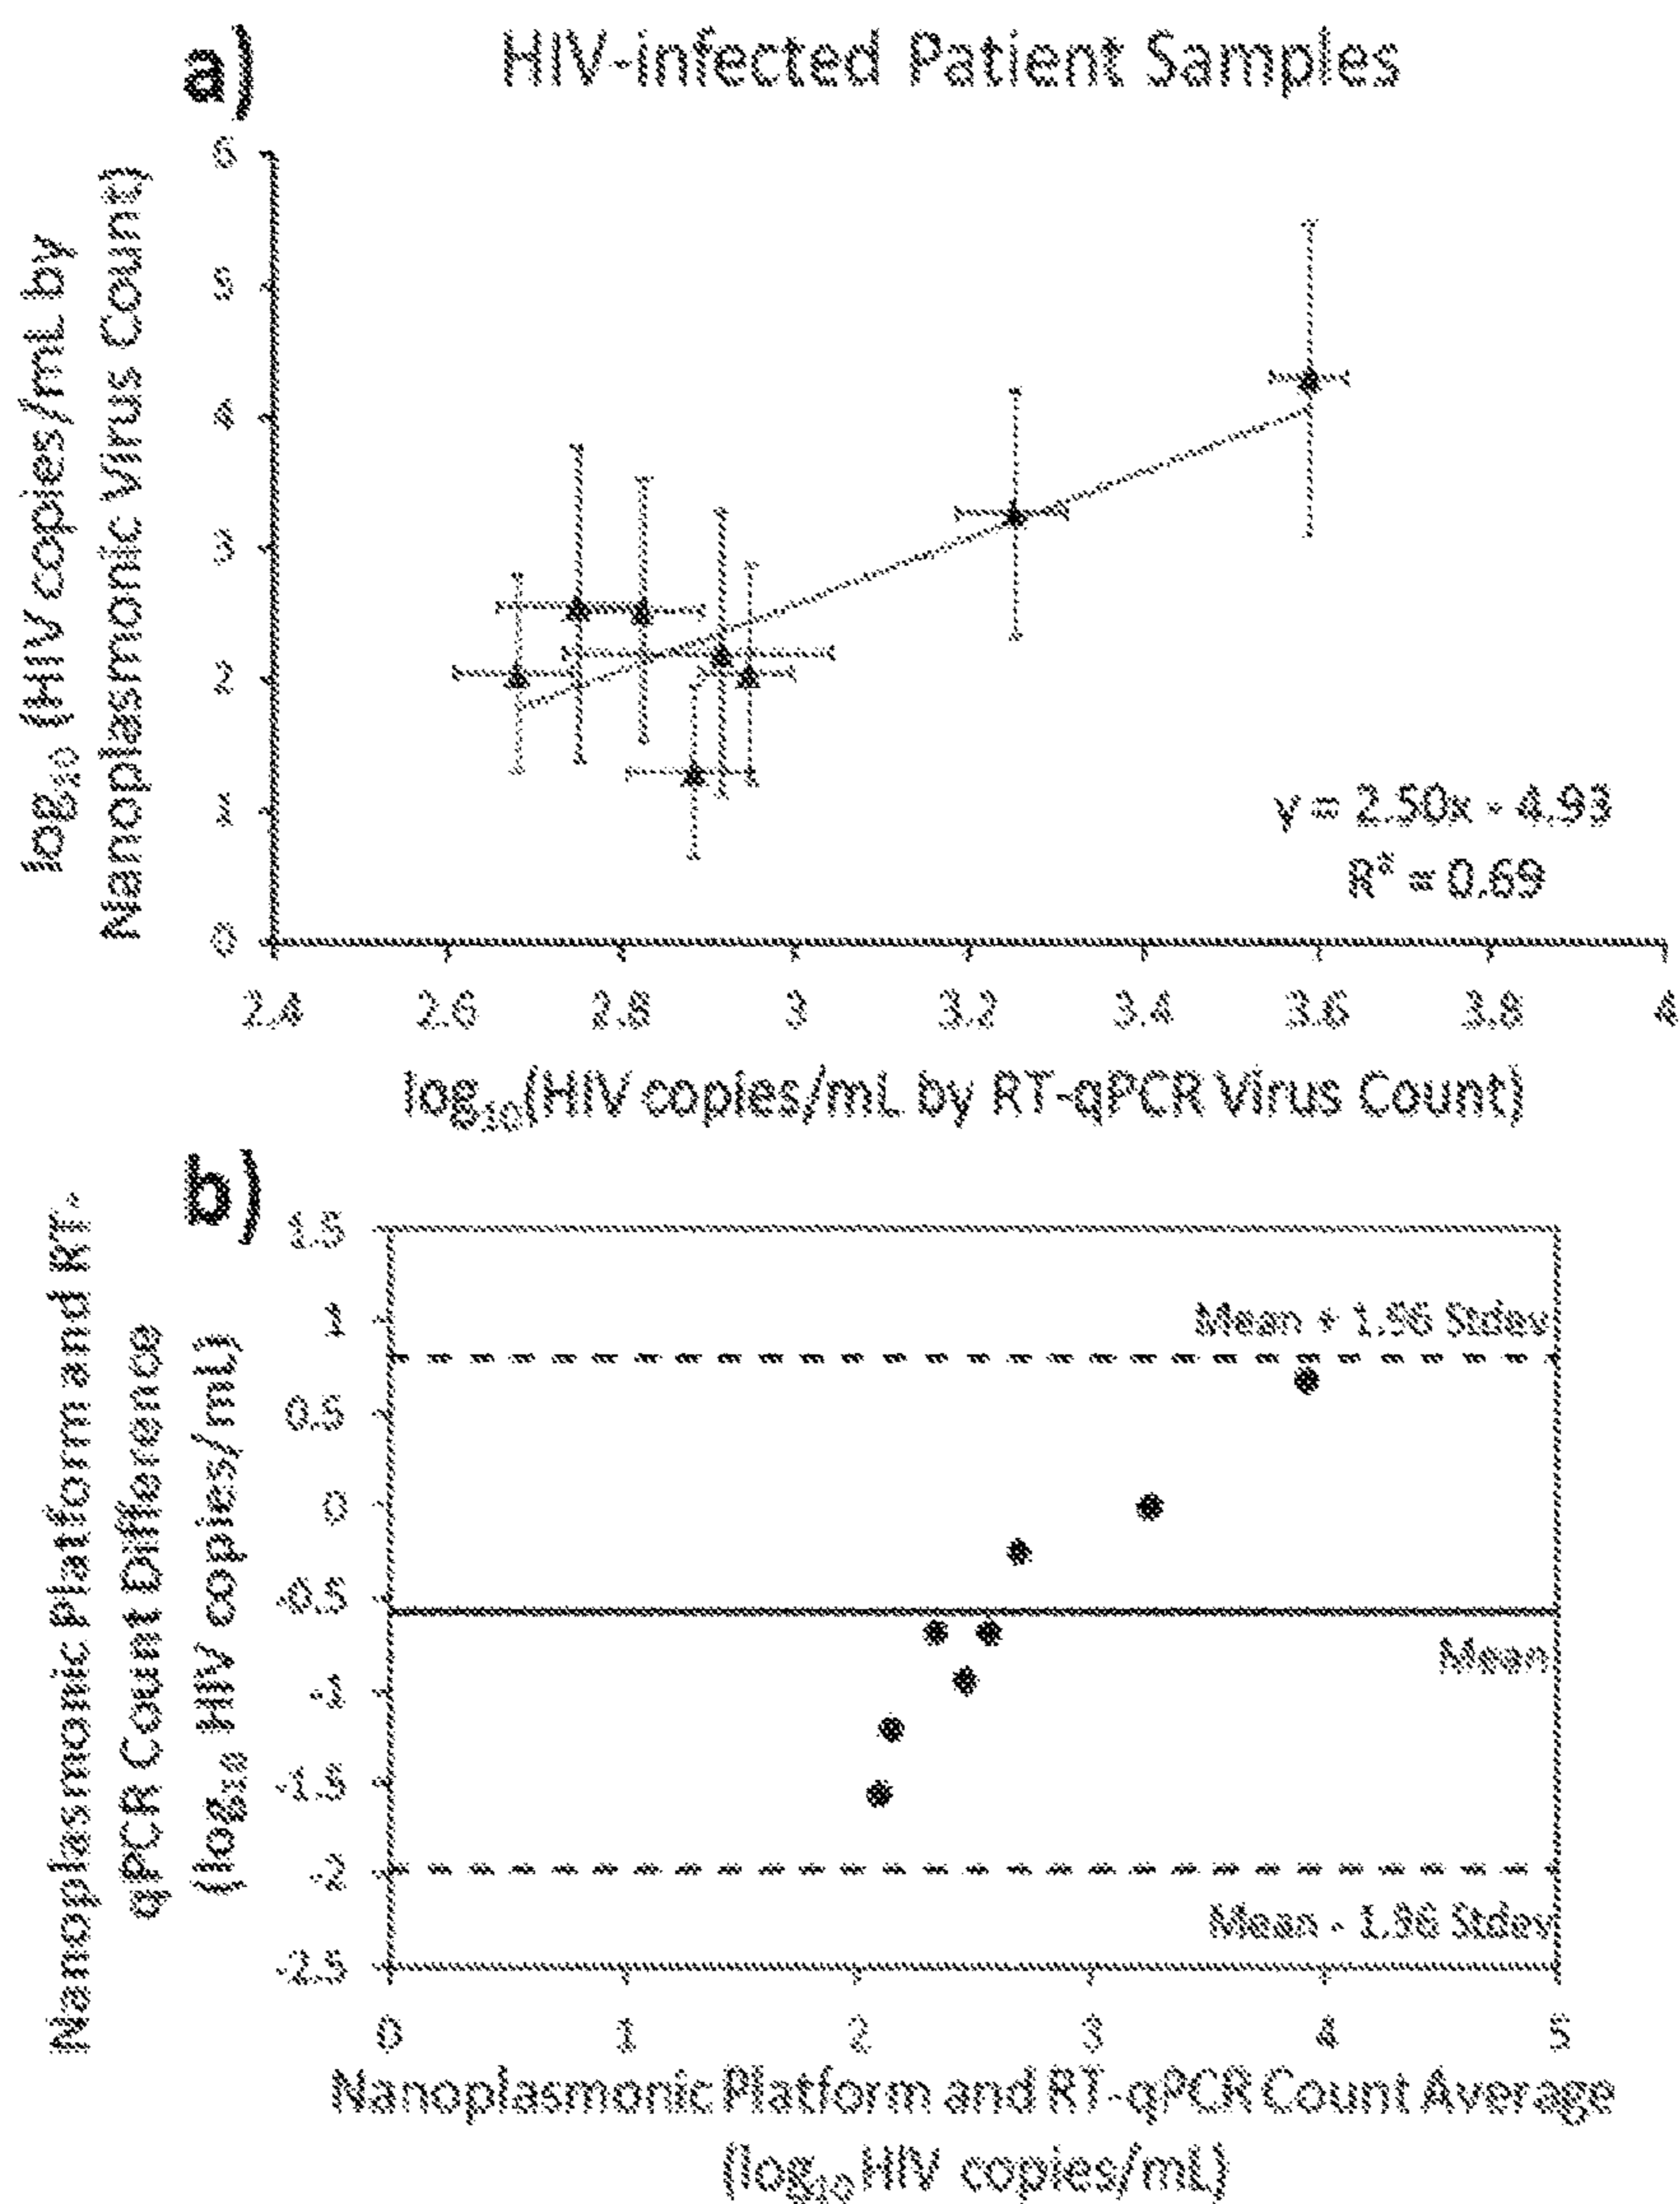 a)
HIV-infected Patient Samples
log₁₀ (HIV copies/mL by
Nanoplasmonic Virus Count)
6
5
4
3
2
1
0
y = 2.50x - 4.93
R² = 0.69
2.4 2.6 2.8 3 3.2 3.4 3.6 3.8 4
log₁₀(HIV copies/mL by RT-qPCR Virus Count)
b)
Nanoplasmonic Platform and RT-
qPCR Count Difference
(log₁₀ HIV copies/mL)
1.5
1
0.5
0
-0.5
-1
-1.5
-2
-2.5
Mean + 1.96 Stdev
Mean
Mean - 1.96 Stdev
0 1 2 3 4 5
Nanoplasmonic Platform and RT-qPCR Count Average
(log₁₀ HIV copies/mL)